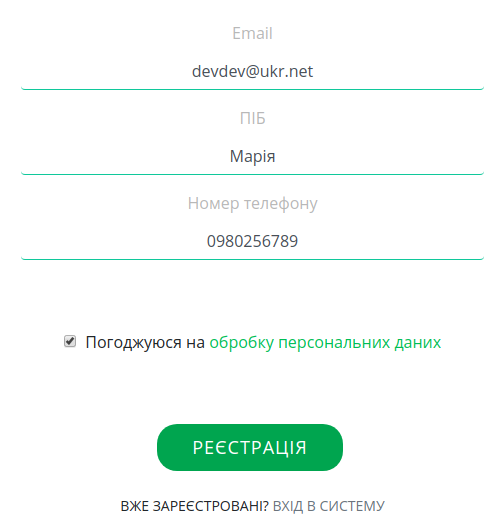 Email
devdev@ukr.net
ПІБ
Марія
Номер телефону
0980256789
Погоджуюся на обробку персональних даних
РЕЄСТРАЦІЯ
ВЖЕ ЗАРЕЄСТРОВАНІ? ВХІД В СИСТЕМУ